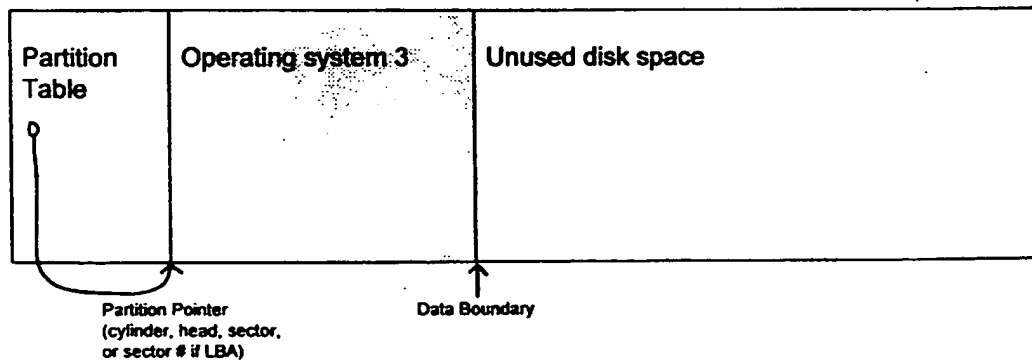 Partition
Table
Operating system 3
Unused disk space
Partition Pointer
(cylinder, head, sector,
or sector # if LBA)
Data Boundary